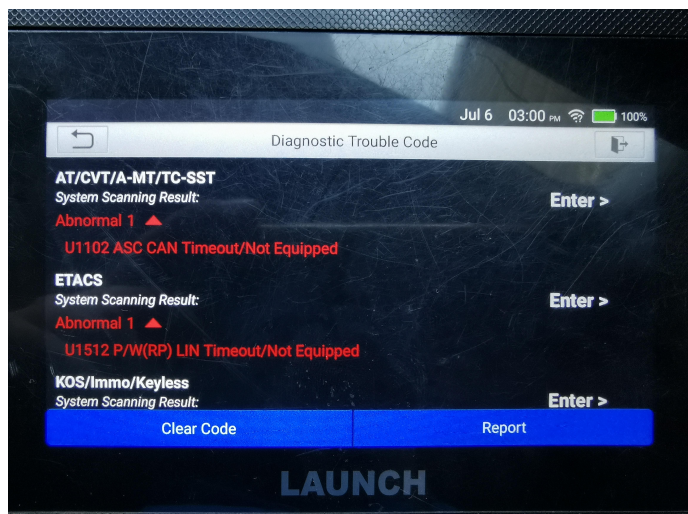 Jul 6 03:00 PM 100%
Diagnostic Trouble Code
AT/CVT/A-MT/TC-SST
System Scanning Result:
Enter >
Abnormal 1
U1102 ASC CAN Timeout/Not Equipped
ETACS
System Scanning Result:
Enter >
Abnormal 1
U1512 P/W(RP) LIN Timeout/Not Equipped
KOS/Immo/Keyless
System Scanning Result:
Enter >
Clear Code Report
LAUNCH